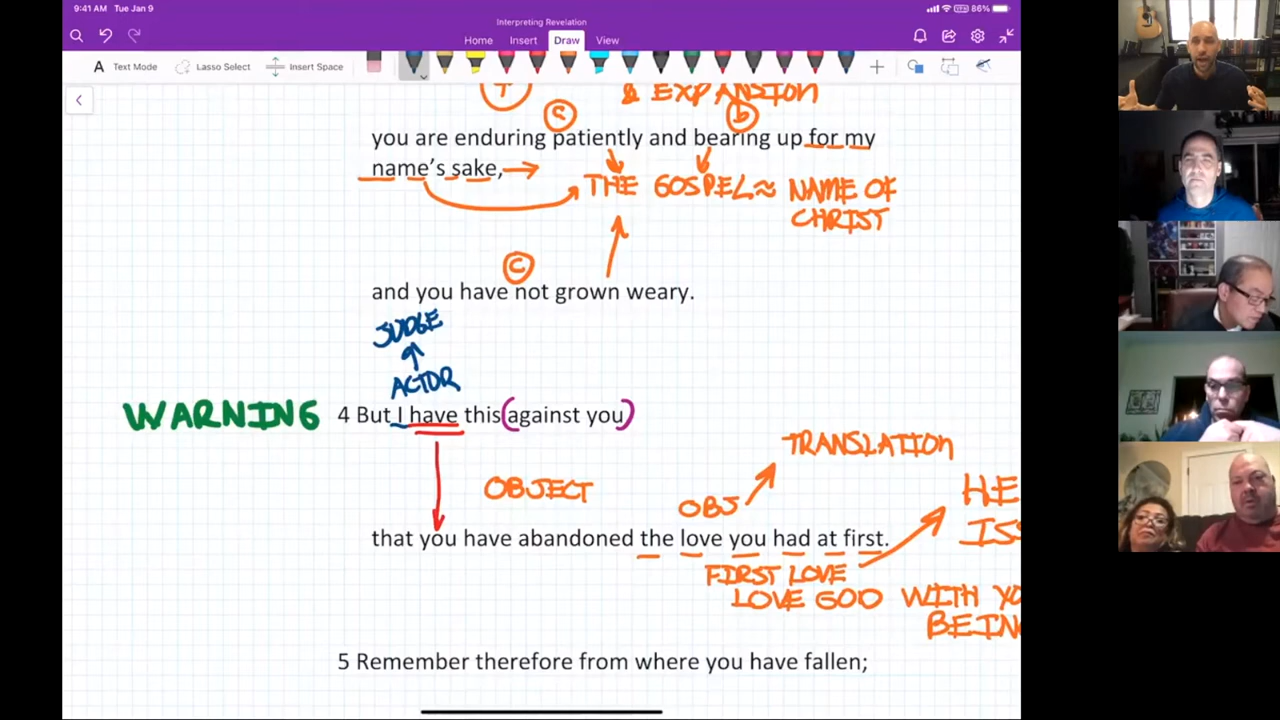 9:41 AM Tue Jan 9
86%
Interpreting Revelation
Home Insert Draw View
Text Mode Lasso Select Insert Space
& EXPANSION
a b
you are enduring patiently and bearing up for my
name's sake,
THE GOSPEL ≈ NAME OF
CHRIST
c
and you have not grown weary.
JUDGE
ACTOR
WARNING 4 But I have this (against you)
TRANSLATION
OBJECT
OBJ
HE
ISS
that you have abandoned the love you had at first.
FIRST LOVE
LOVE GOD WITH YO
BEIN
5 Remember therefore from where you have fallen;